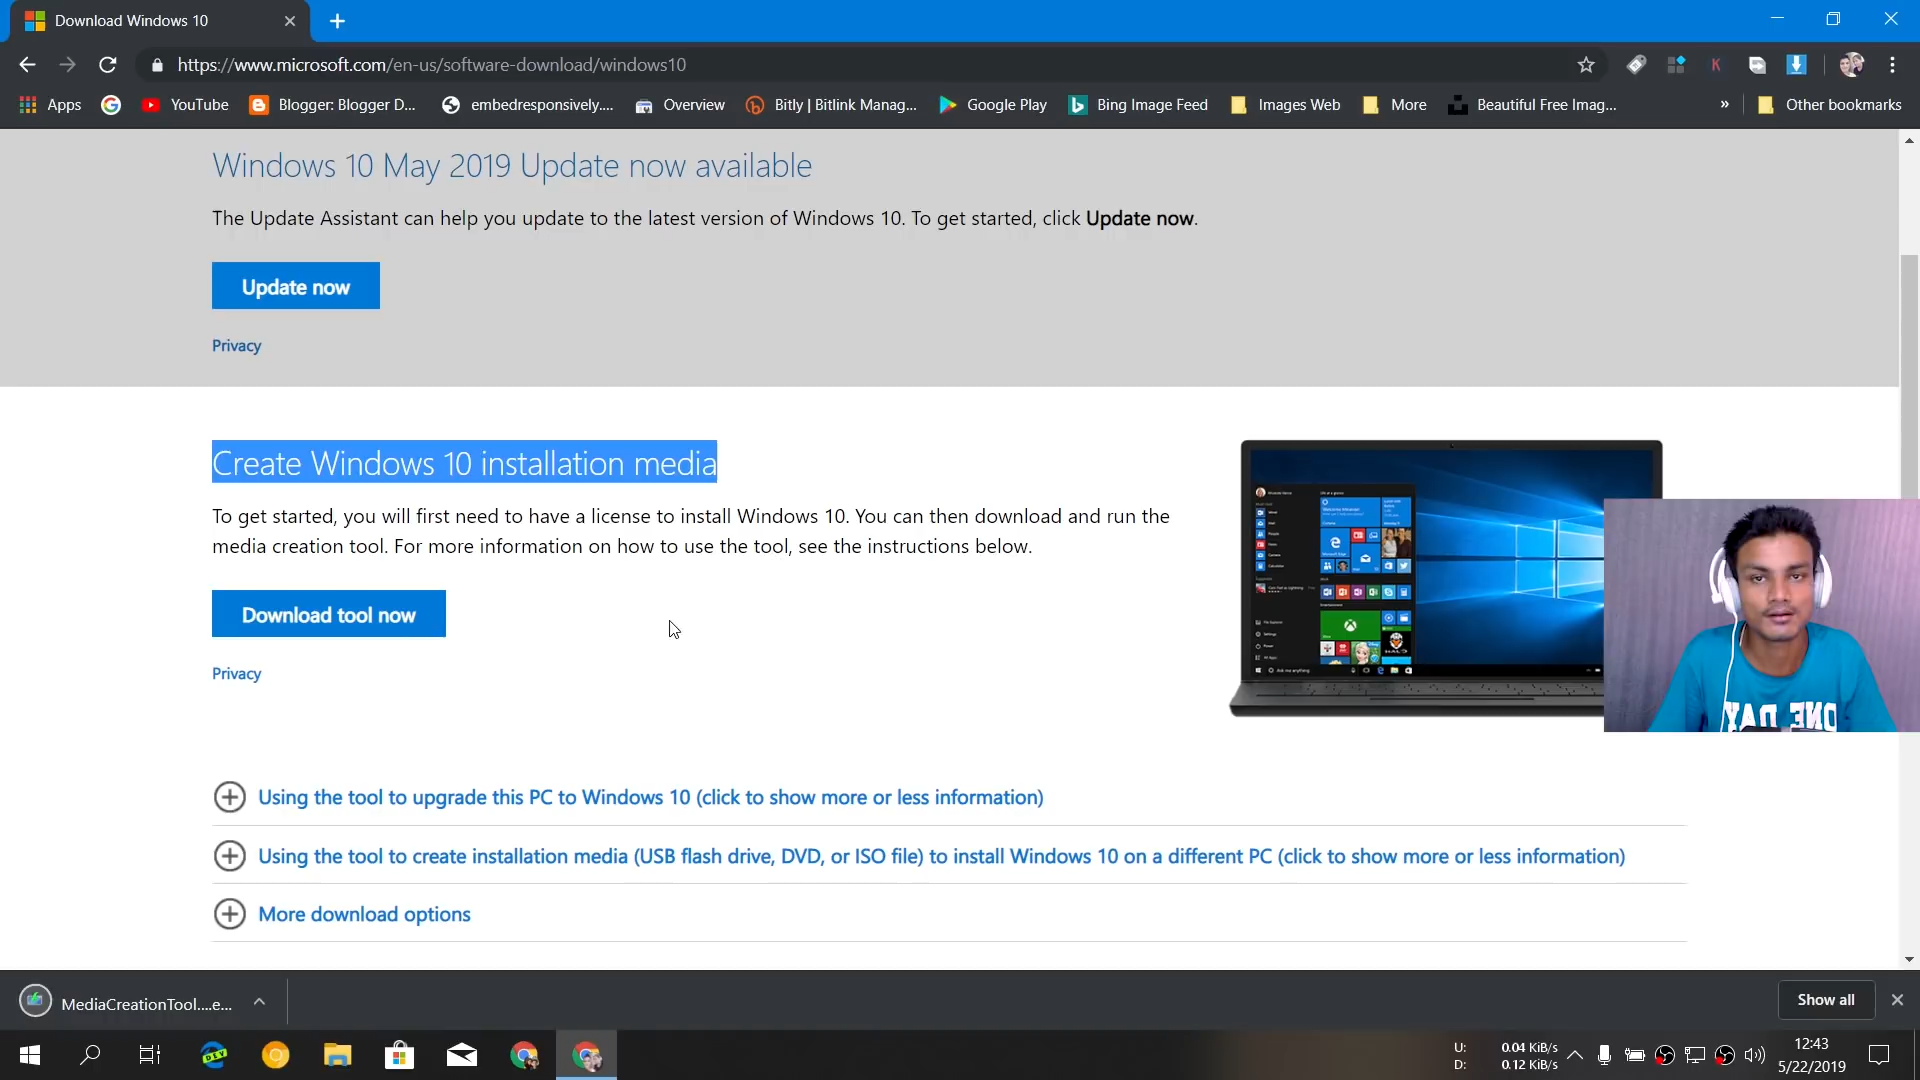 Download Windows 10
https://www.microsoft.com/en-us/software-download/windows10
Apps YouTube Blogger: Blogger D... embedresponsively.... Overview Bitly | Bitlink Manag... Google Play Bing Image Feed Images Web More Beautiful Free Imag... » Other bookmarks
Windows 10 May 2019 Update now available
The Update Assistant can help you update to the latest version of Windows 10. To get started, click Update now.
Update now
Privacy
Create Windows 10 installation media
To get started, you will first need to have a license to install Windows 10. You can then download and run the
media creation tool. For more information on how to use the tool, see the instructions below.
Download tool now
Privacy
Using the tool to upgrade this PC to Windows 10 (click to show more or less information)
Using the tool to create installation media (USB flash drive, DVD, or ISO file) to install Windows 10 on a different PC (click to show more or less information)
More download options
MediaCreationTool....e...
Show all
DEV
U: 0.04 KiB/s
D: 0.12 KiB/s
12:43
5/22/2019
ONE DAY